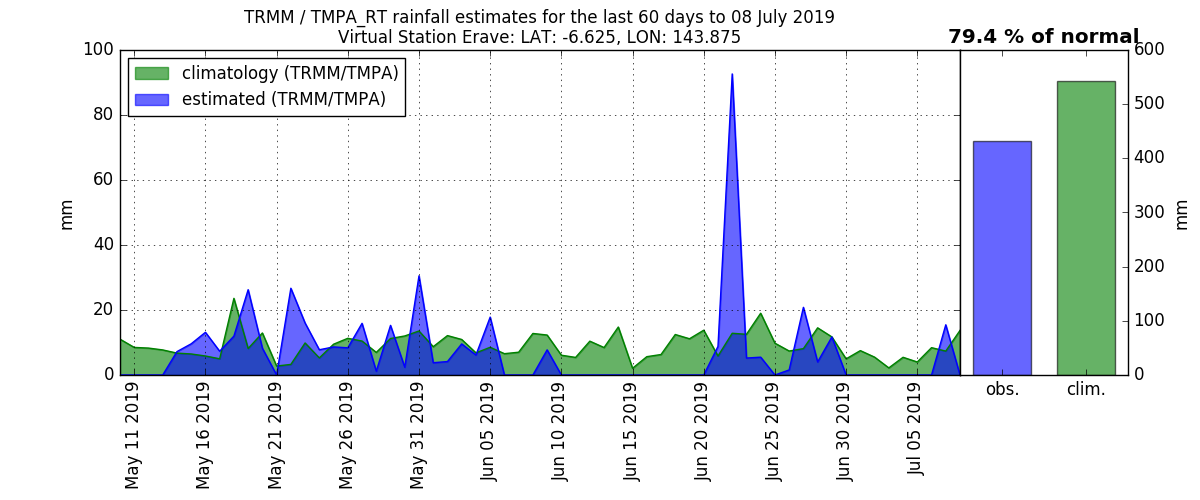 TRMM / TMPA_RT rainfall estimates for the last 60 days to 08 July 2019
Virtual Station Erave: LAT: -6.625, LON: 143.875
79.4 % of normal
climatology (TRMM/TMPA)
estimated (TRMM/TMPA)
100
80
60
40
20
0
mm
May 11 2019
May 16 2019
May 21 2019
May 26 2019
May 31 2019
Jun 05 2019
Jun 10 2019
Jun 15 2019
Jun 20 2019
Jun 25 2019
Jun 30 2019
Jul 05 2019
600
500
400
300
200
100
0
mm
obs.
clim.